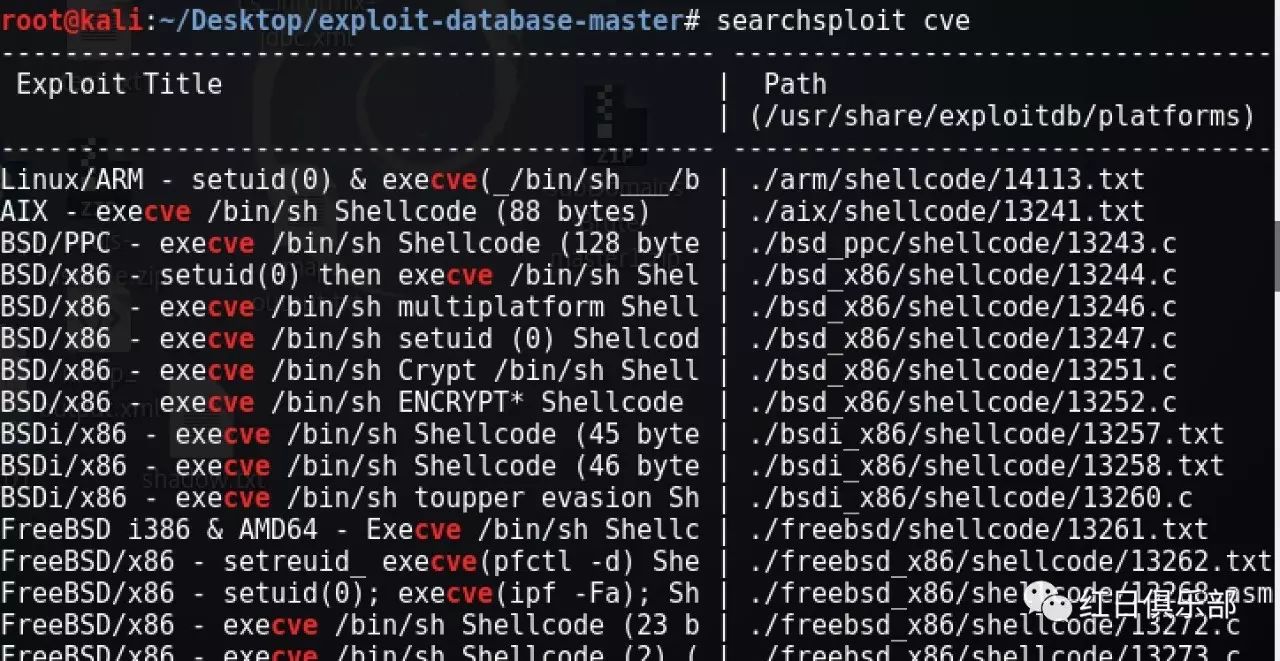 root@kali:~/Desktop/exploit-database-master# searchsploit cve
--------------------------------------------- ----------------------------------
Exploit Title | Path
| (/usr/share/exploitdb/platforms)
--------------------------------------------- ----------------------------------
Linux/ARM - setuid(0) & execve(_/bin/sh___/b | ./arm/shellcode/14113.txt
AIX - execve /bin/sh Shellcode (88 bytes) | ./aix/shellcode/13241.txt
BSD/PPC - execve /bin/sh Shellcode (128 byte | ./bsd_ppc/shellcode/13243.c
BSD/x86 - setuid(0) then execve /bin/sh Shel | ./bsd_x86/shellcode/13244.c
BSD/x86 - execve /bin/sh multiplatform Shell | ./bsd_x86/shellcode/13246.c
BSD/x86 - execve /bin/sh setuid (0) Shellcod | ./bsd_x86/shellcode/13247.c
BSD/x86 - execve /bin/sh Crypt /bin/sh Shell | ./bsd_x86/shellcode/13251.c
BSD/x86 - execve /bin/sh ENCRYPT* Shellcode | ./bsd_x86/shellcode/13252.c
BSDi/x86 - execve /bin/sh Shellcode (45 byte | ./bsdi_x86/shellcode/13257.txt
BSDi/x86 - execve /bin/sh Shellcode (46 byte | ./bsdi_x86/shellcode/13258.txt
shadow.txt
BSDi/x86 - execve /bin/sh toupper evasion Sh | ./bsdi_x86/shellcode/13260.c
FreeBSD i386 & AMD64 - Execve /bin/sh Shellc | ./freebsd/shellcode/13261.txt
FreeBSD/x86 - setreuid_ execve(pfctl -d) She | ./freebsd_x86/shellcode/13262.txt
FreeBSD/x86 - setuid(0); execve(ipf -Fa); Sh | ./freebsd_x86/shellcode/13268.asm
红白俱乐部
FreeBSD/x86 - execve /bin/sh Shellcode (23 b | ./freebsd_x86/shellcode/13272.c
FreeBSD/x86 - execve /bin/sh Shellcode (2) ( | ./freebsd_x86/shellcode/13273.c